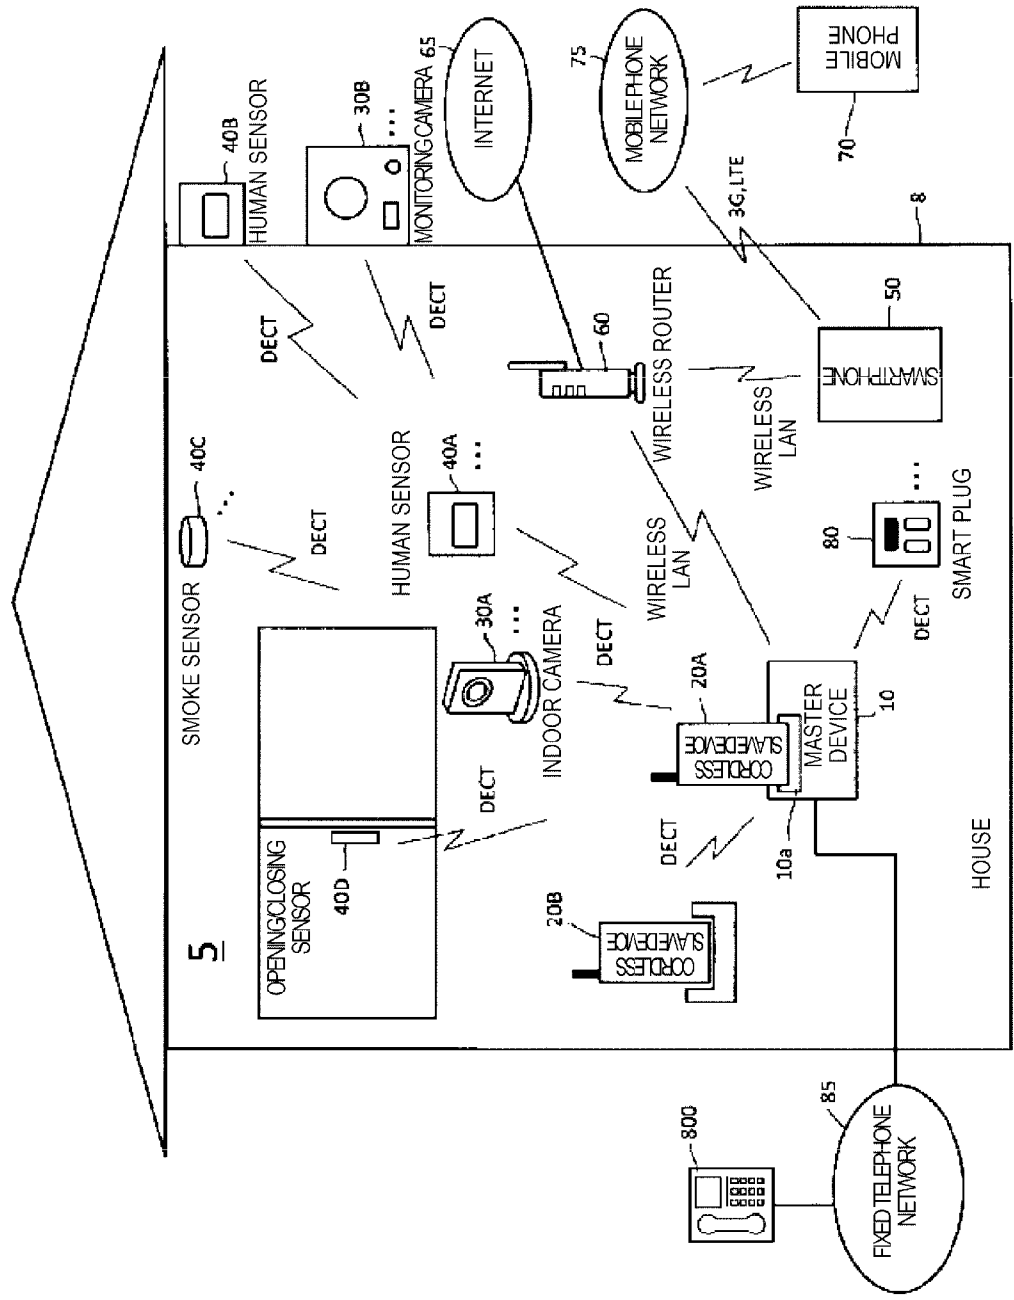 5
SMOKE SENSOR
40C
...
DECT
DECT
40B
HUMAN SENSOR
OPENING/CLOSING
SENSOR
40D
DECT
30B
...
MONITORING CAMERA
DECT
HUMAN SENSOR
40A
...
30A
...
INDOOR CAMERA
DECT
65
INTERNET
60
WIRELESS ROUTER
WIRELESS
LAN
75
MOBILE PHONE
NETWORK
20B
CORDLESS
SLAVE DEVICE
DECT
20A
CORDLESS
SLAVE DEVICE
10a
MASTER
DEVICE
10
3G,LTE
WIRELESS
LAN
MOBILE
PHONE
70
80
...
SMART PLUG
DECT
50
SMARTPHONE
8
HOUSE
800
85
FIXED TELEPHONE
NETWORK